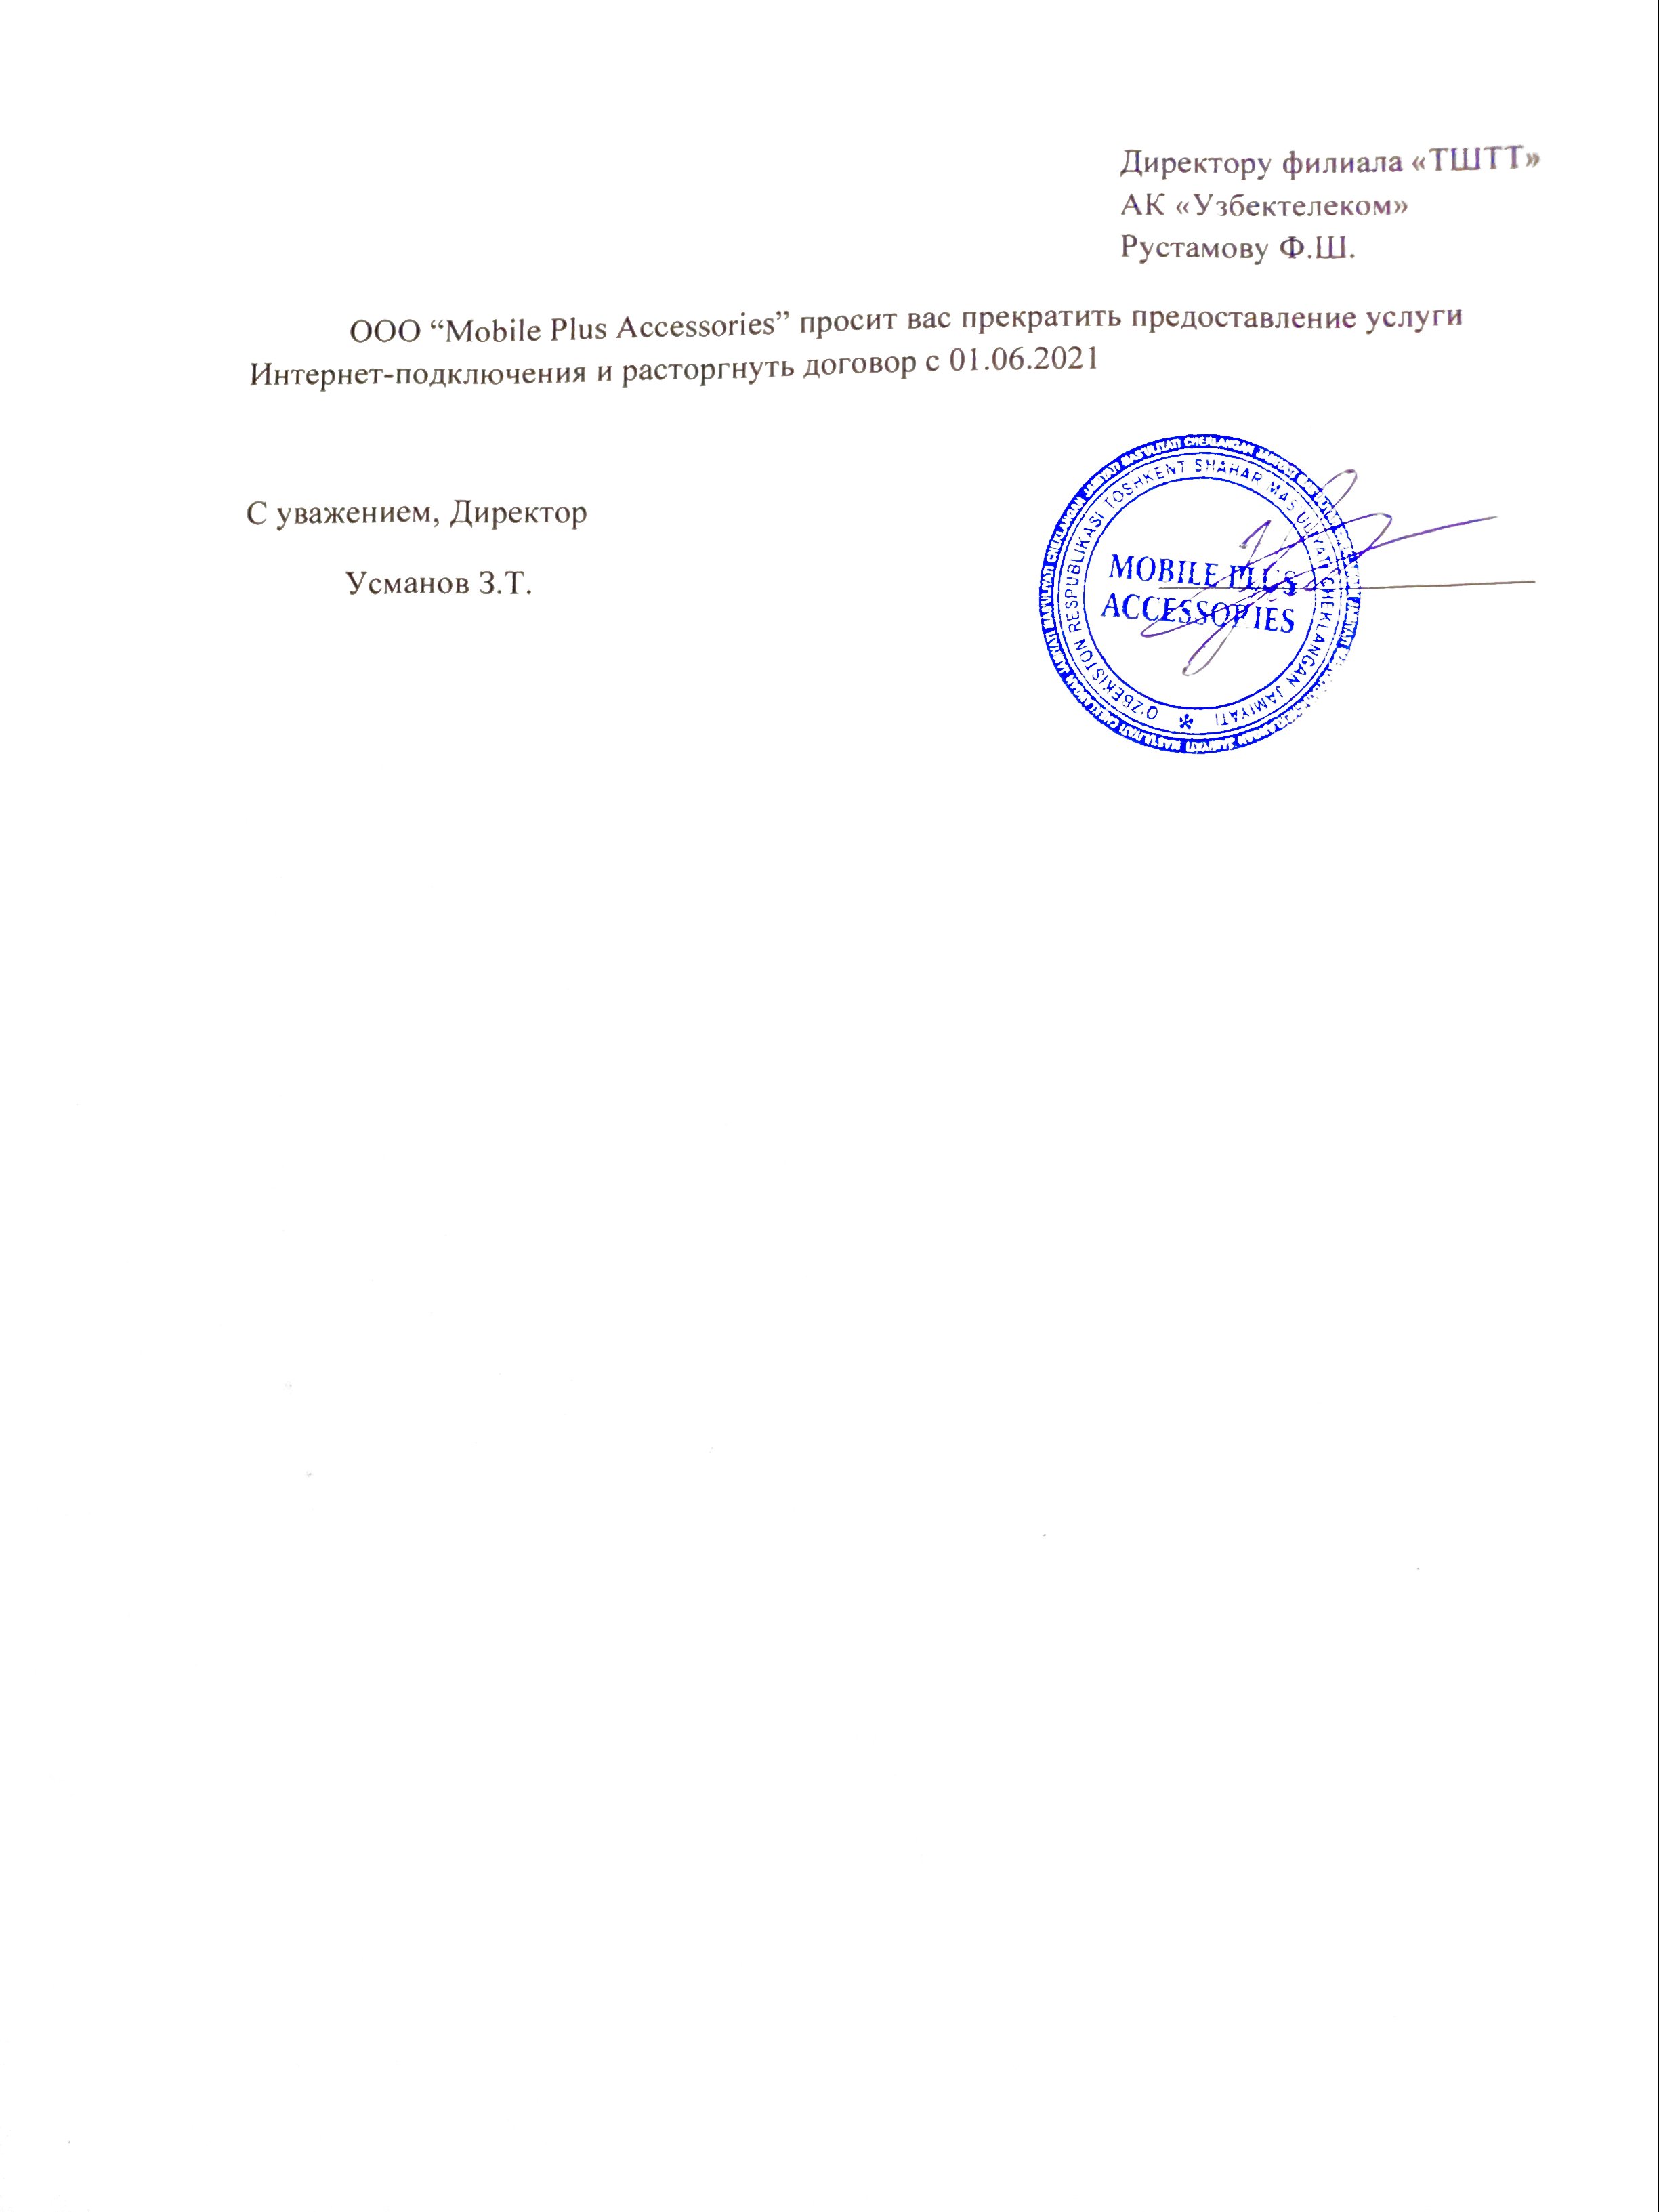 Директору филиала «ТШТТ»
АК «Узбектелеком»
Рустамову Ф.Ш.
ООО “Mobile Plus Accessories” просит вас прекратить предоставление услуги
Интернет-подключения и расторгнуть договор с 01.06.2021
С уважением, Директор
Усманов З.Т.
O'ZBEKISTON RESPUBLIKASI TOSHKENT SHAHAR MAS'ULIYATI CHEKLANGAN JAMIYATI
MOBILE PLUS
ACCESSORIES